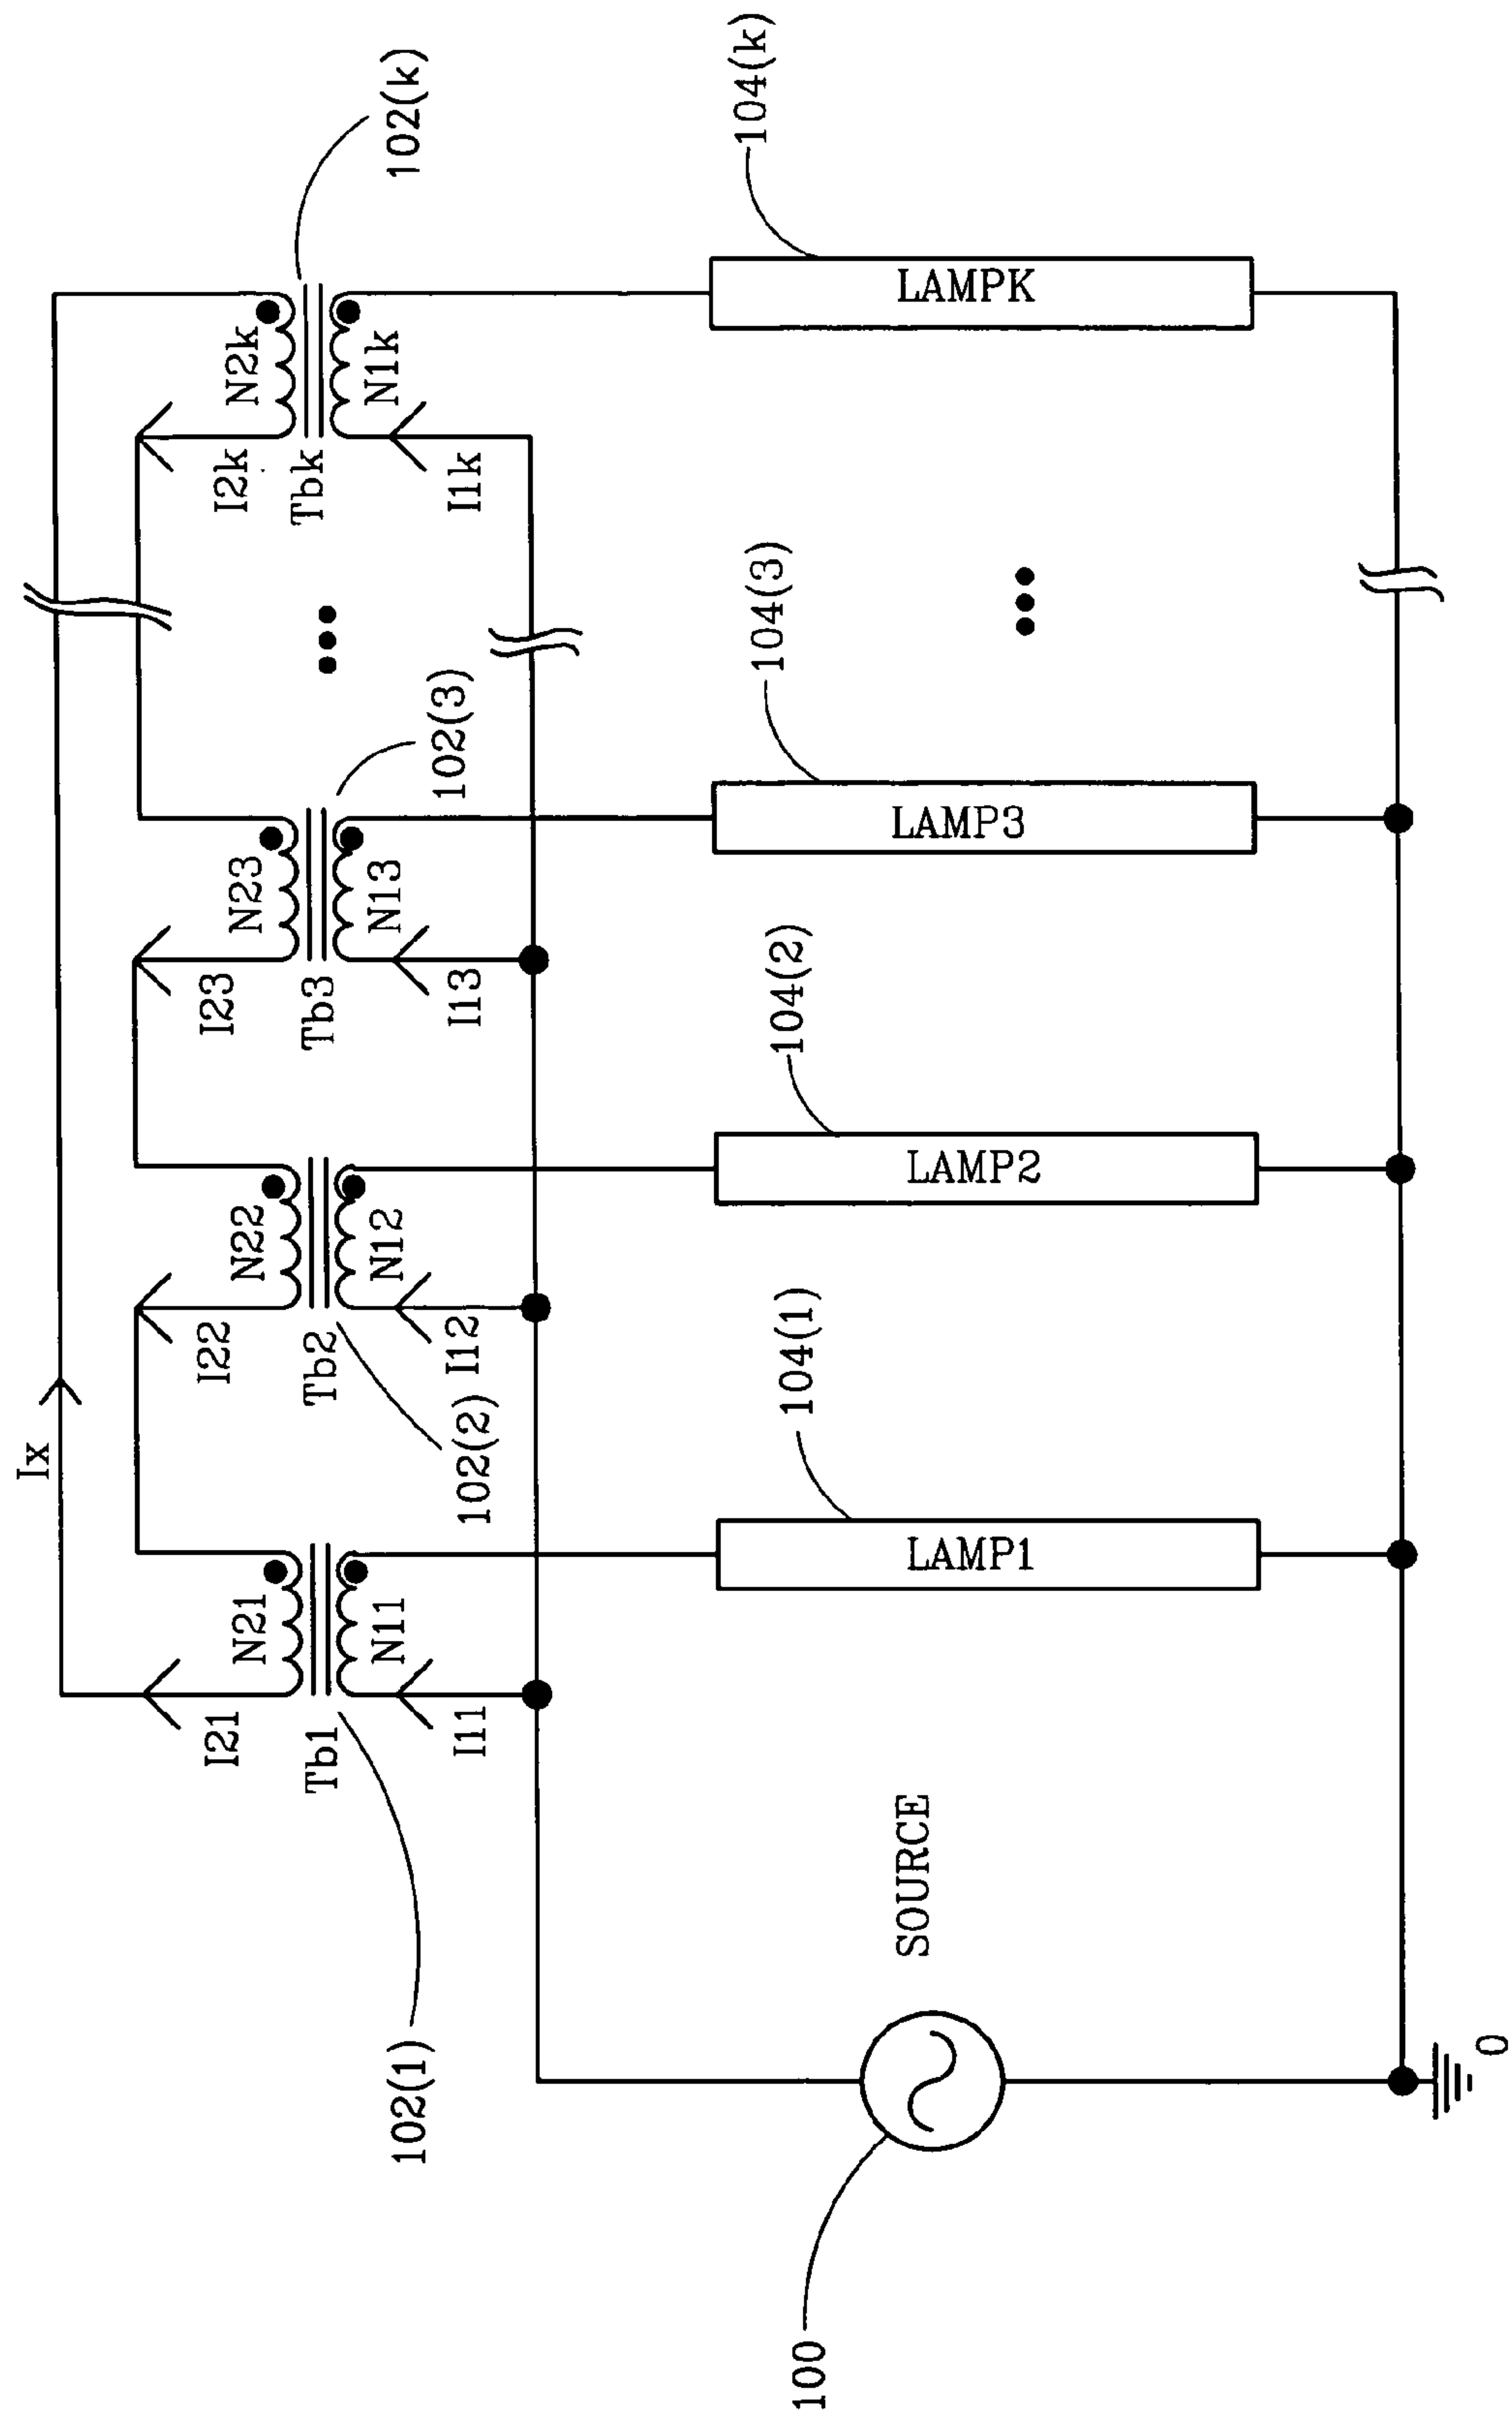 Ix
I21
N21
I22
N22
I23
N23
I2k
N2k
102(k)
Tb1
Tb2
Tb3
Tbk
102(1)
I11
N11
102(2)
I12
N12
102(3)
I13
N13
I1k
N1k
104(1)
104(2)
104(3)
104(k)
100
SOURCE
LAMP1
LAMP2
LAMP3
LAMPK
0